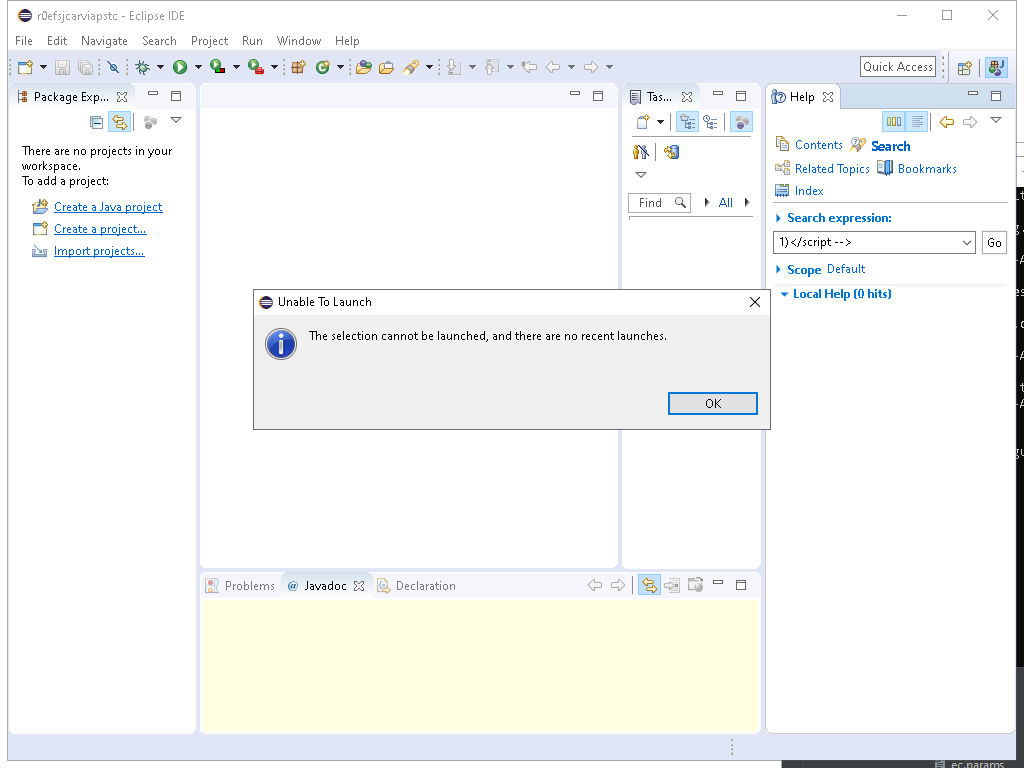 r0efsjcarviapstc - Eclipse IDE
File Edit Navigate Search Project Run Window Help
Quick Access
Package Exp...
There are no projects in your
workspace.
To add a project:
Create a Java project
Create a project...
Import projects...
Tas...
Find
All
Help
Contents
Search
Related Topics
Bookmarks
Index
Search expression:
1)</script -->
Go
Scope Default
Local Help (0 hits)
Unable To Launch
The selection cannot be launched, and there are no recent launches.
OK
Problems
@ Javadoc
Declaration
ec.params